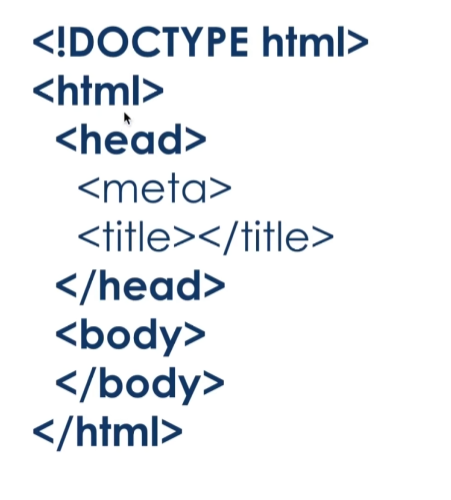 <!DOCTYPE html>
<html>
<head>
<meta>
<title></title>
</head>
<body>
</body>
</html>